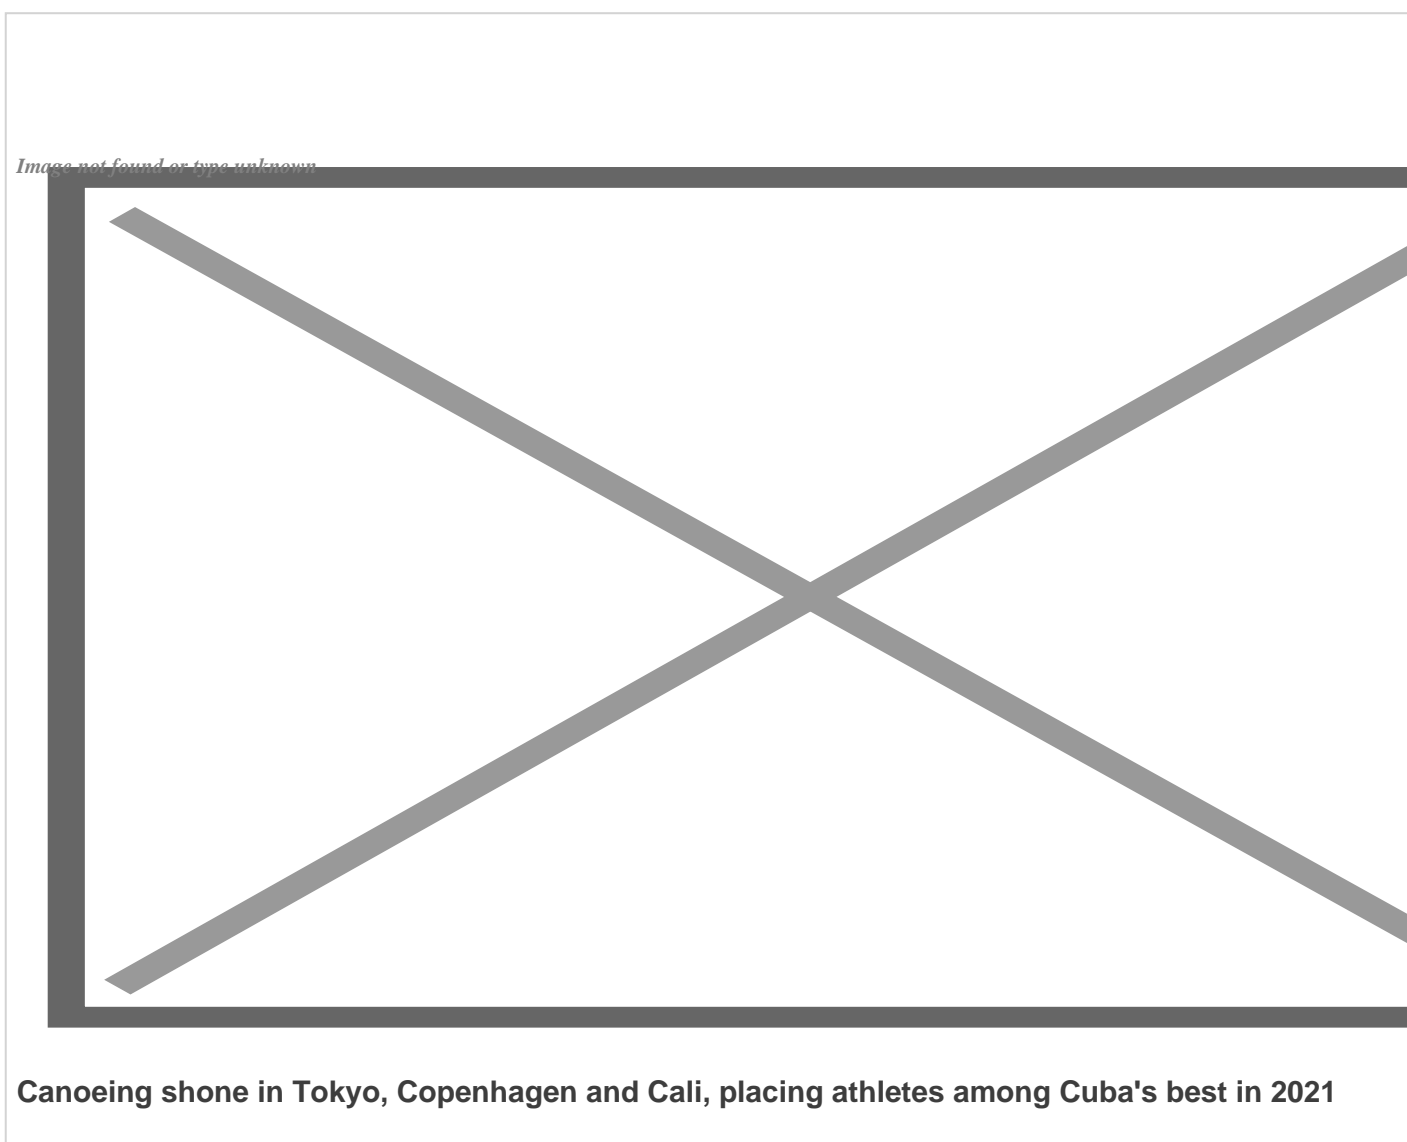 Image not found or type unknown
Canoeing shone in Tokyo, Copenhagen and Cali, placing athletes among Cuba's best in 2021